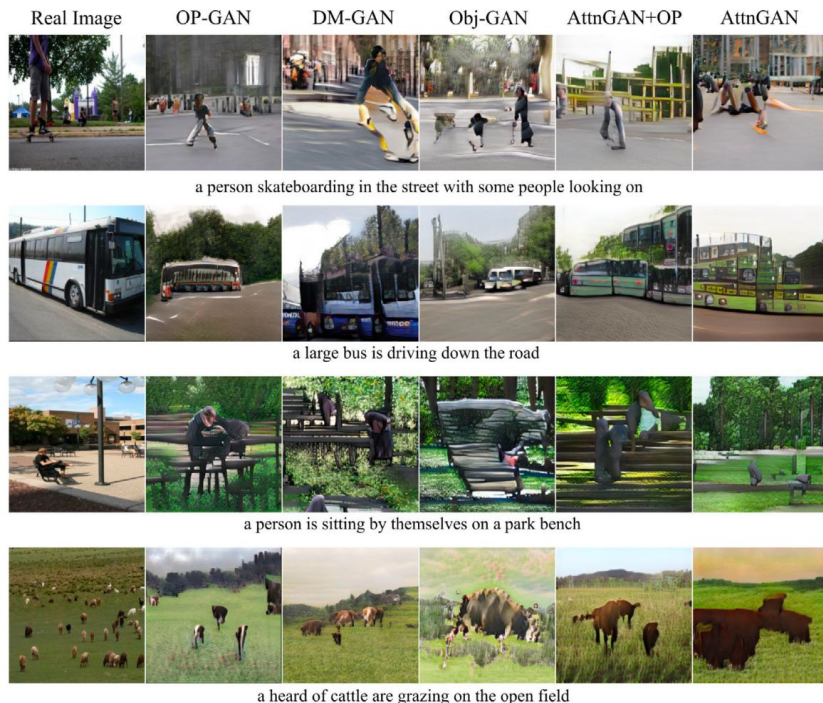 Real Image OP-GAN DM-GAN Obj-GAN AttnGAN+OP AttnGAN
a person skateboarding in the street with some people looking on
a large bus is driving down the road
a person is sitting by themselves on a park bench
a heard of cattle are grazing on the open field